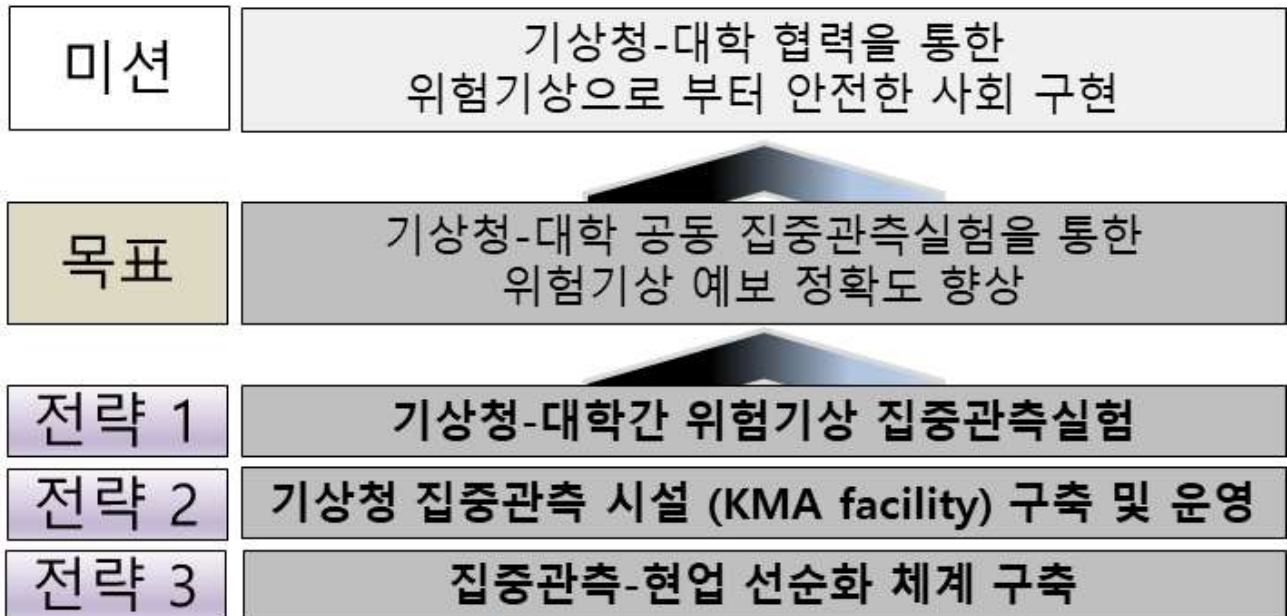 미션
기상청-대학 협력을 통한
위험기상으로 부터 안전한 사회 구현
목표
기상청-대학 공동 집중관측실험을 통한
위험기상 예보 정확도 향상
전략 1
기상청-대학간 위험기상 집중관측실험
전략 2
기상청 집중관측 시설 (KMA facility) 구축 및 운영
전략 3
집중관측-현업 선순화 체계 구축